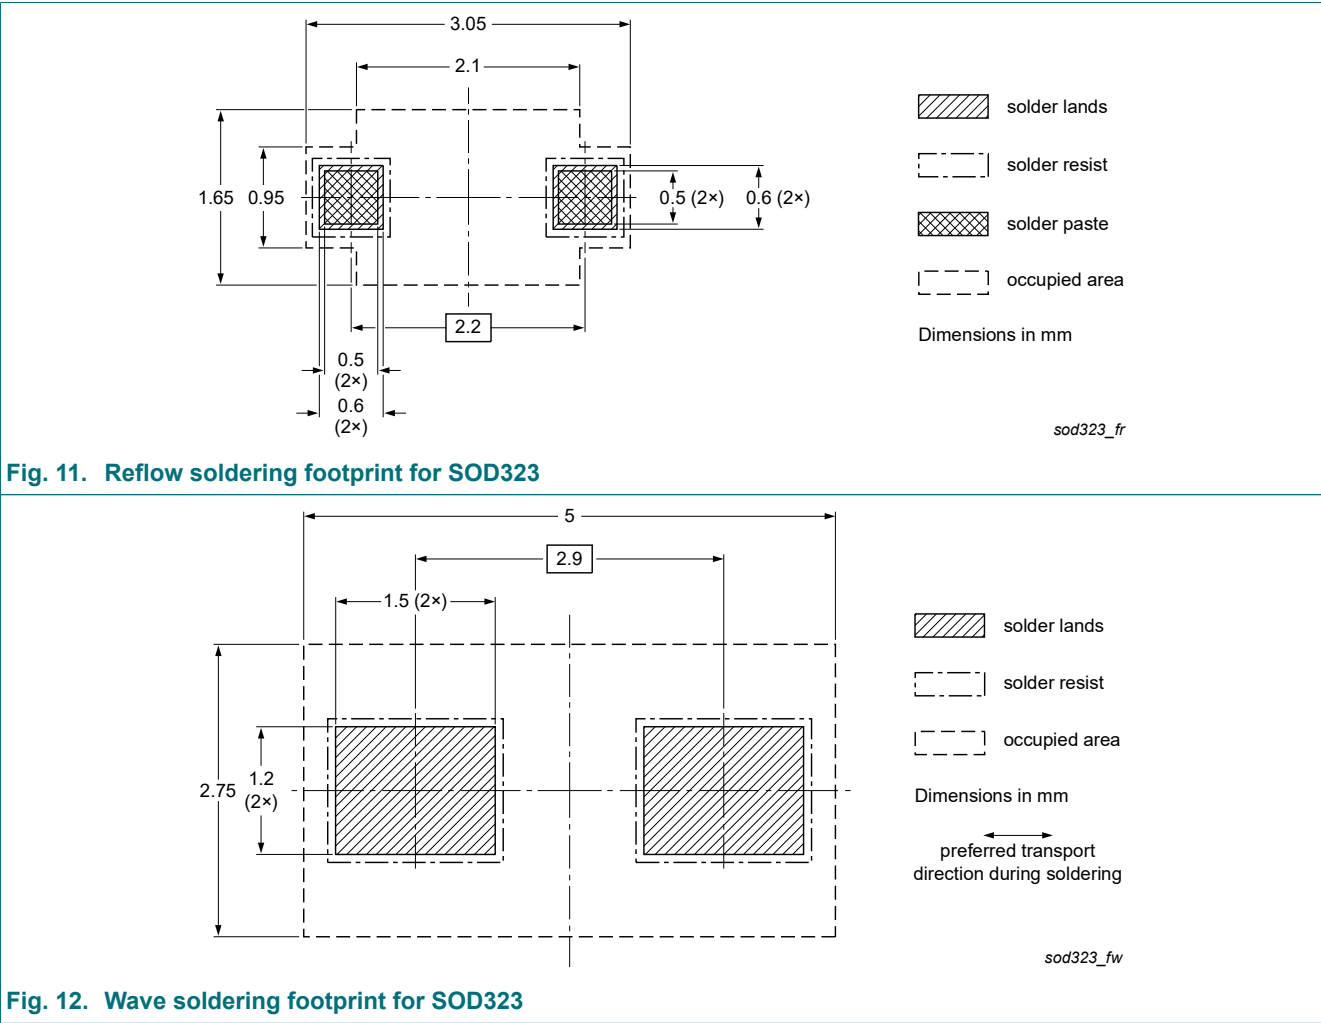 3.05
2.1
solder lands
solder resist
1.65 0.95
0.5 (2×) 0.6 (2×)
solder paste
occupied area
2.2
Dimensions in mm
0.5
(2×)
0.6
(2×)
sod323_fr
Fig. 11. Reflow soldering footprint for SOD323
5
2.9
1.5 (2×)
solder lands
solder resist
occupied area
2.75
1.2
(2×)
Dimensions in mm
preferred transport
direction during soldering
sod323_fw
Fig. 12. Wave soldering footprint for SOD323